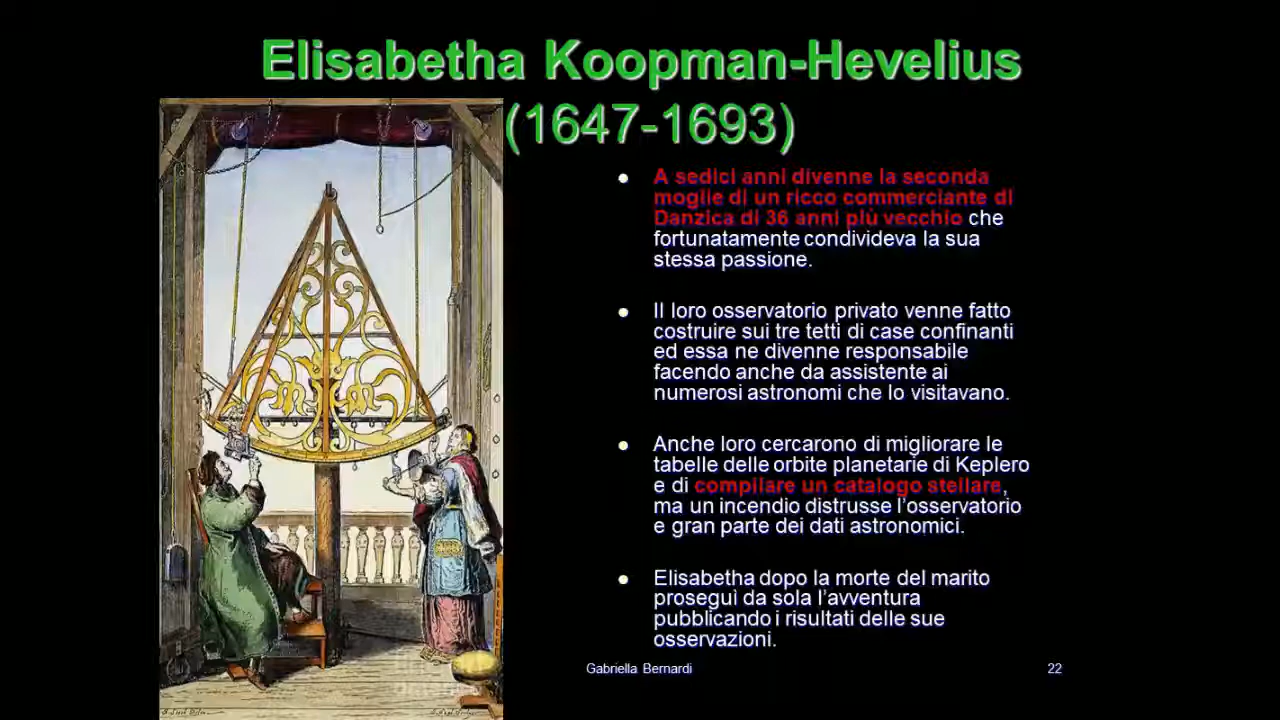 Elisabetha Koopman-Hevelius
(1647-1693)
● A sedici anni divenne la seconda
moglie di un ricco commerciante di
Danzica di 36 anni più vecchio che
fortunatamente condivideva la sua
stessa passione.
● Il loro osservatorio privato venne fatto
costruire sui tre tetti di case confinanti
ed essa ne divenne responsabile
facendo anche da assistente ai
numerosi astronomi che lo visitavano.
● Anche loro cercarono di migliorare le
tabelle delle orbite planetarie di Keplero
e di compilare un catalogo stellare,
ma un incendio distrusse l'osservatorio
e gran parte dei dati astronomici.
● Elisabetha dopo la morte del marito
proseguì da sola l'avventura
pubblicando i risultati delle sue
osservazioni.
Gabriella Bernardi
22